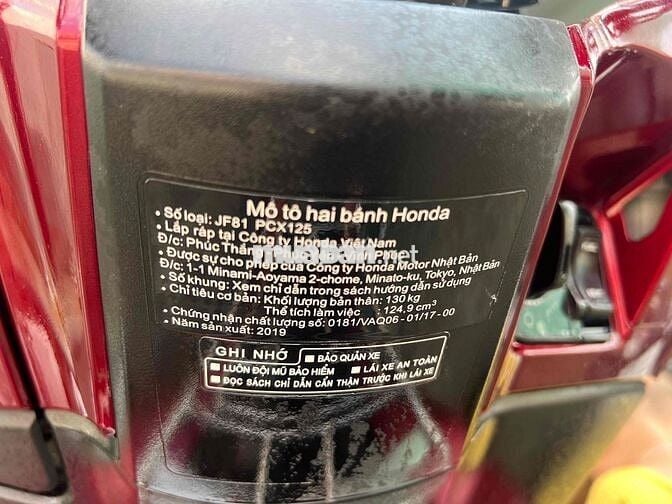 Mô tô hai bánh Honda
• Số loại: JF81 PCX125
• Lắp ráp tại Công ty Honda Việt Nam
Đ/c: Phúc Thắng, Phúc
• Được sự cho phép của Công ty Honda Motor Nhật Bản
Đ/c: 1-1 Minami-Aoyama 2-chome, Minato-ku, Tokyo, Nhật Bản
• Số khung: Xem chỉ dẫn trong sách hướng dẫn sử dụng
• Chỉ tiêu cơ bản: Khối lượng bản thân: 130 kg
Thể tích làm việc : 124.9 cm³
• Chứng nhận chất lượng số: 0181/VAQ06 - 01/17 - 00
• Năm sản xuất: 2019
GHI NHỚ ■ BẢO QUẢN XE
■ LUÔN ĐỘI MŨ BẢO HIỂM ■ LÁI XE AN TOÀN
■ ĐỌC SÁCH CHỈ DẪN CẨN THẬN TRƯỚC KHI LÁI XE